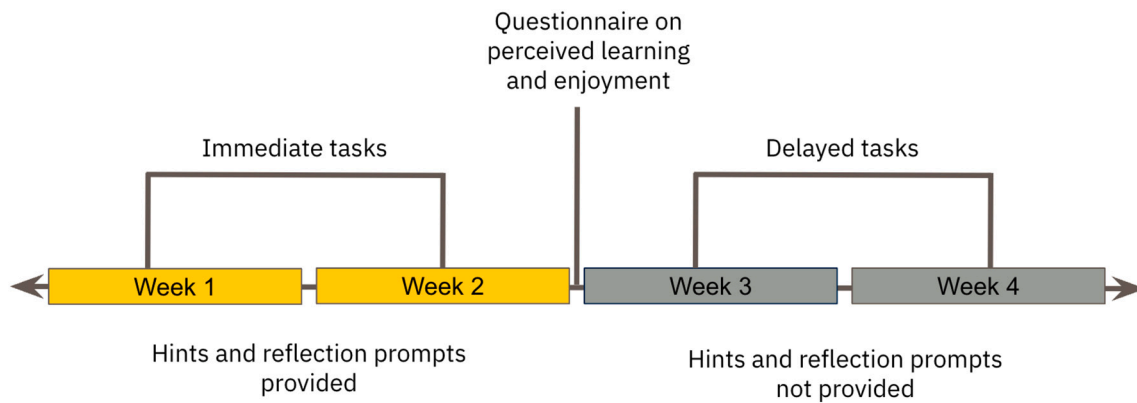 Questionnaire on
perceived learning
and enjoyment
Immediate tasks
Delayed tasks
Week 1
Week 2
Week 3
Week 4
Hints and reflection prompts
provided
Hints and reflection prompts
not provided